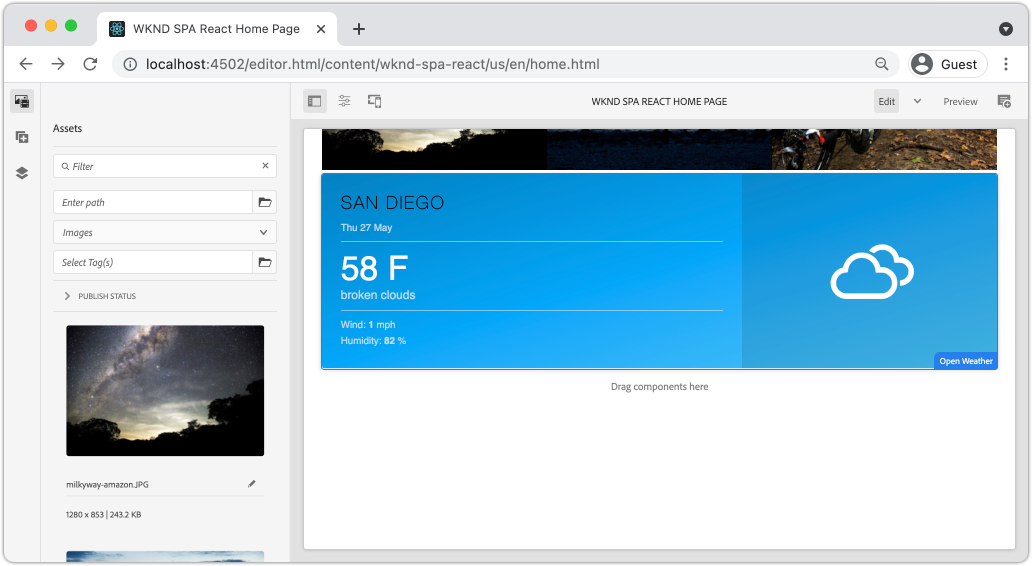 WKND SPA React Home Page
localhost:4502/editor.html/content/wknd-spa-react/us/en/home.html
Guest
WKND SPA REACT HOME PAGE
Edit
Preview
Assets
Filter
Enter path
Images
Select Tag(s)
PUBLISH STATUS
milkyway-amazon.JPG
1280 x 853 | 243.2 KB
SAN DIEGO
Thu 27 May
58 F
broken clouds
Wind: 1 mph
Humidity: 82 %
Open Weather
Drag components here